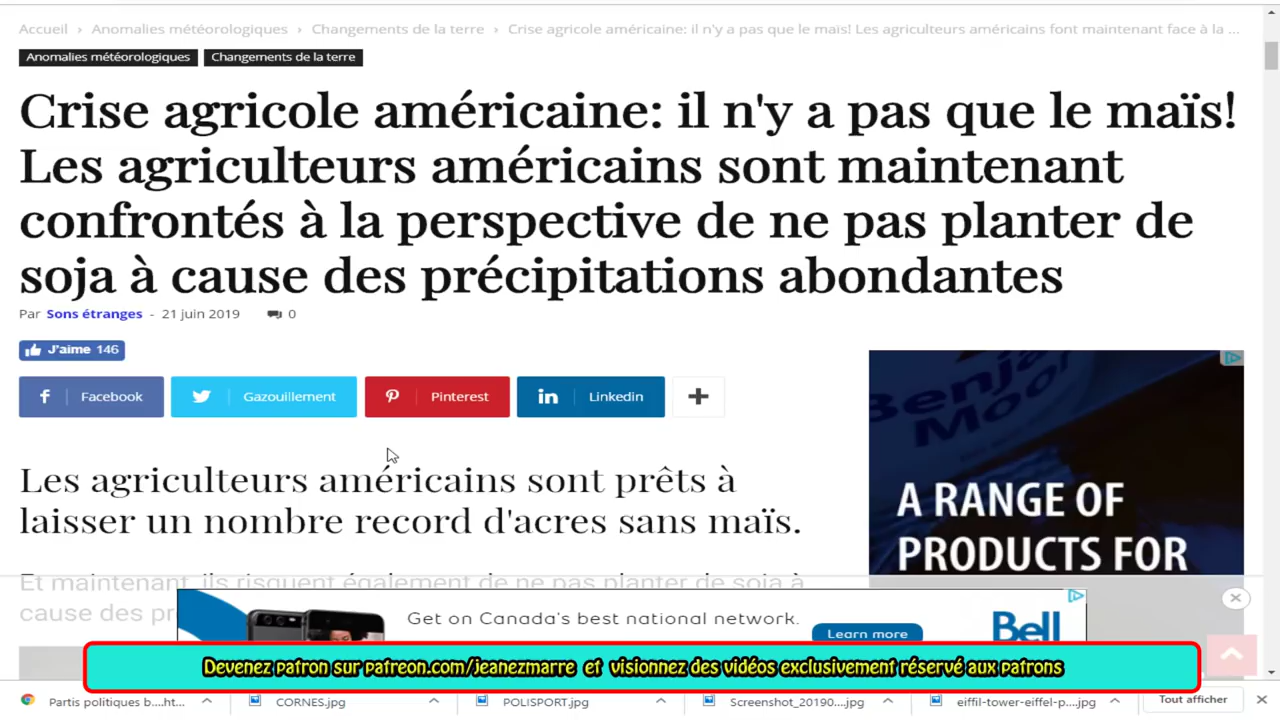 Accueil › Anomalies météorologiques › Changements de la terre › Crise agricole américaine: il n'y a pas que le maïs! Les agriculteurs américains font maintenant face à la ...
Anomalies météorologiques Changements de la terre
Crise agricole américaine: il n'y a pas que le maïs!
Les agriculteurs américains sont maintenant
confrontés à la perspective de ne pas planter de
soja à cause des précipitations abondantes
Par Sons étranges - 21 juin 2019 0
J'aime 146
Facebook Gazouillement Pinterest Linkedin +
Les agriculteurs américains sont prêts à
laisser un nombre record d'acres sans maïs.
Benja
Moo
A RANGE OF
PRODUCTS FOR
Et maintenant, ils risquent également de ne pas planter de soja à
cause des pr
Get on Canada's best national network.
Learn more
Bell
Devenez patron sur patreon.com/jeanezmarre et visionnez des vidéos exclusivement réservé aux patrons
Partis politiques b....ht... CORNES.jpg POLISPORT.jpg Screenshot_20190....jpg eiffil-tower-eiffel-p....jpg Tout afficher